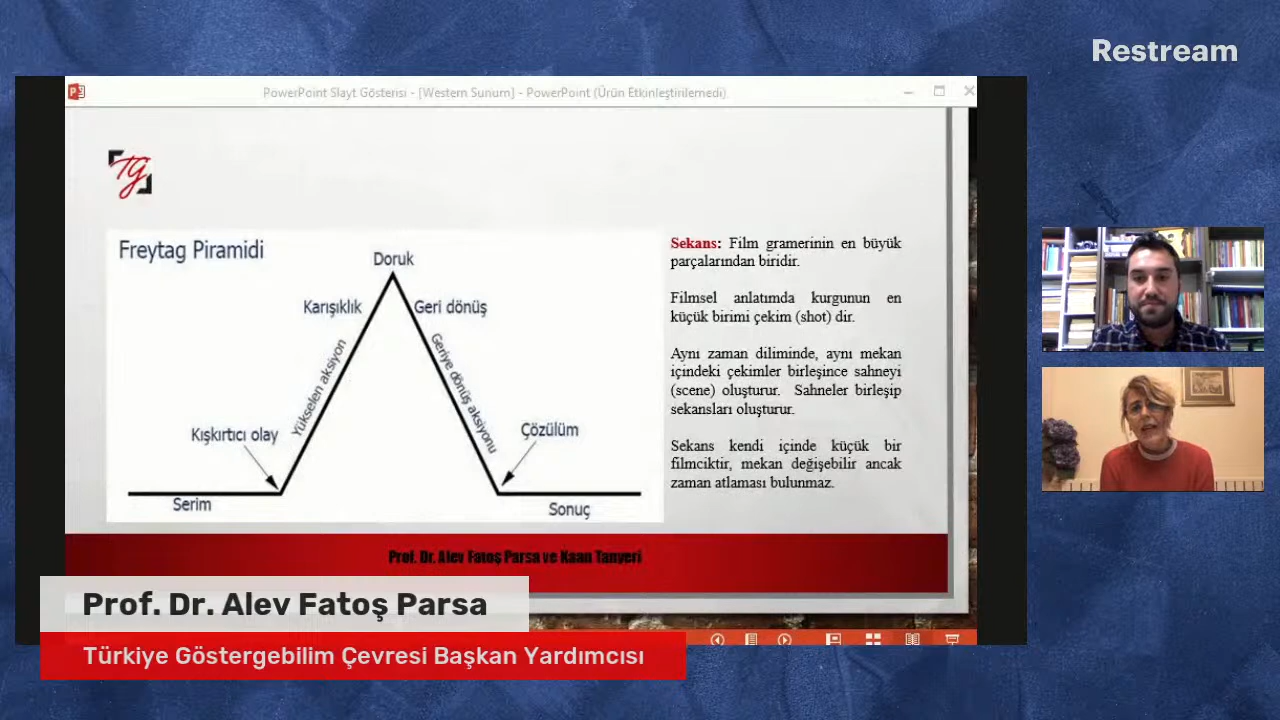 Restream
PowerPoint Slayt Gösterisi - [Western Sunum] - PowerPoint (Ürün Etkinleştirilemedi)
TG
Freytag Piramidi
Doruk
Karışıklık
Geri dönüş
Yükselen aksiyon
Geriye dönüş aksiyonu
Kışkırtıcı olay
Çözülüm
Serim
Sonuç
Sekans: Film gramerinin en büyük
parçalarından biridir.
Filmsel anlatımda kurgunun en
küçük birimi çekim (shot) dir.
Aynı zaman diliminde, aynı mekan
içindeki çekimler birleşince sahneyi
(scene) oluşturur. Sahneler birleşip
sekansları oluşturur.
Sekans kendi içinde küçük bir
filmciktir, mekan değişebilir ancak
zaman atlaması bulunmaz.
Prof. Dr. Alev Fatoş Parsa ve Kaan Tanyeri
Prof. Dr. Alev Fatoş Parsa
Türkiye Göstergebilim Çevresi Başkan Yardımcısı